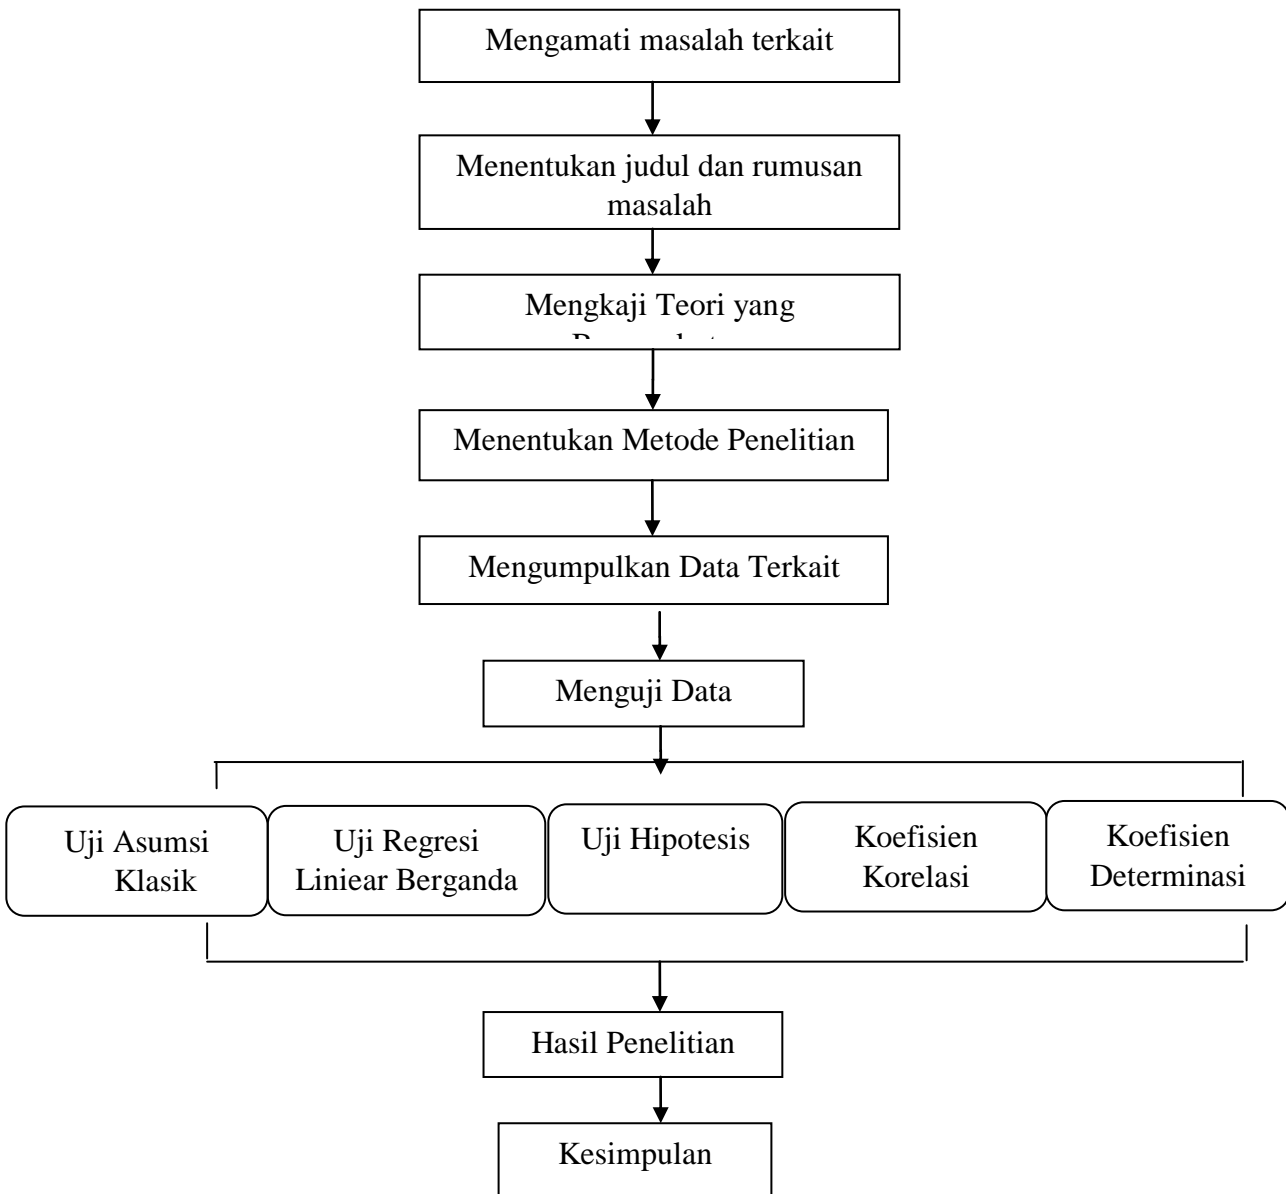 Mengamati masalah terkait
Menentukan judul dan rumusan
masalah
Mengkaji Teori yang
Menentukan Metode Penelitian
Mengumpulkan Data Terkait
Menguji Data
Uji Asumsi
Klasik
Uji Regresi
Liniear Berganda
Uji Hipotesis
Koefisien
Korelasi
Koefisien
Determinasi
Hasil Penelitian
Kesimpulan